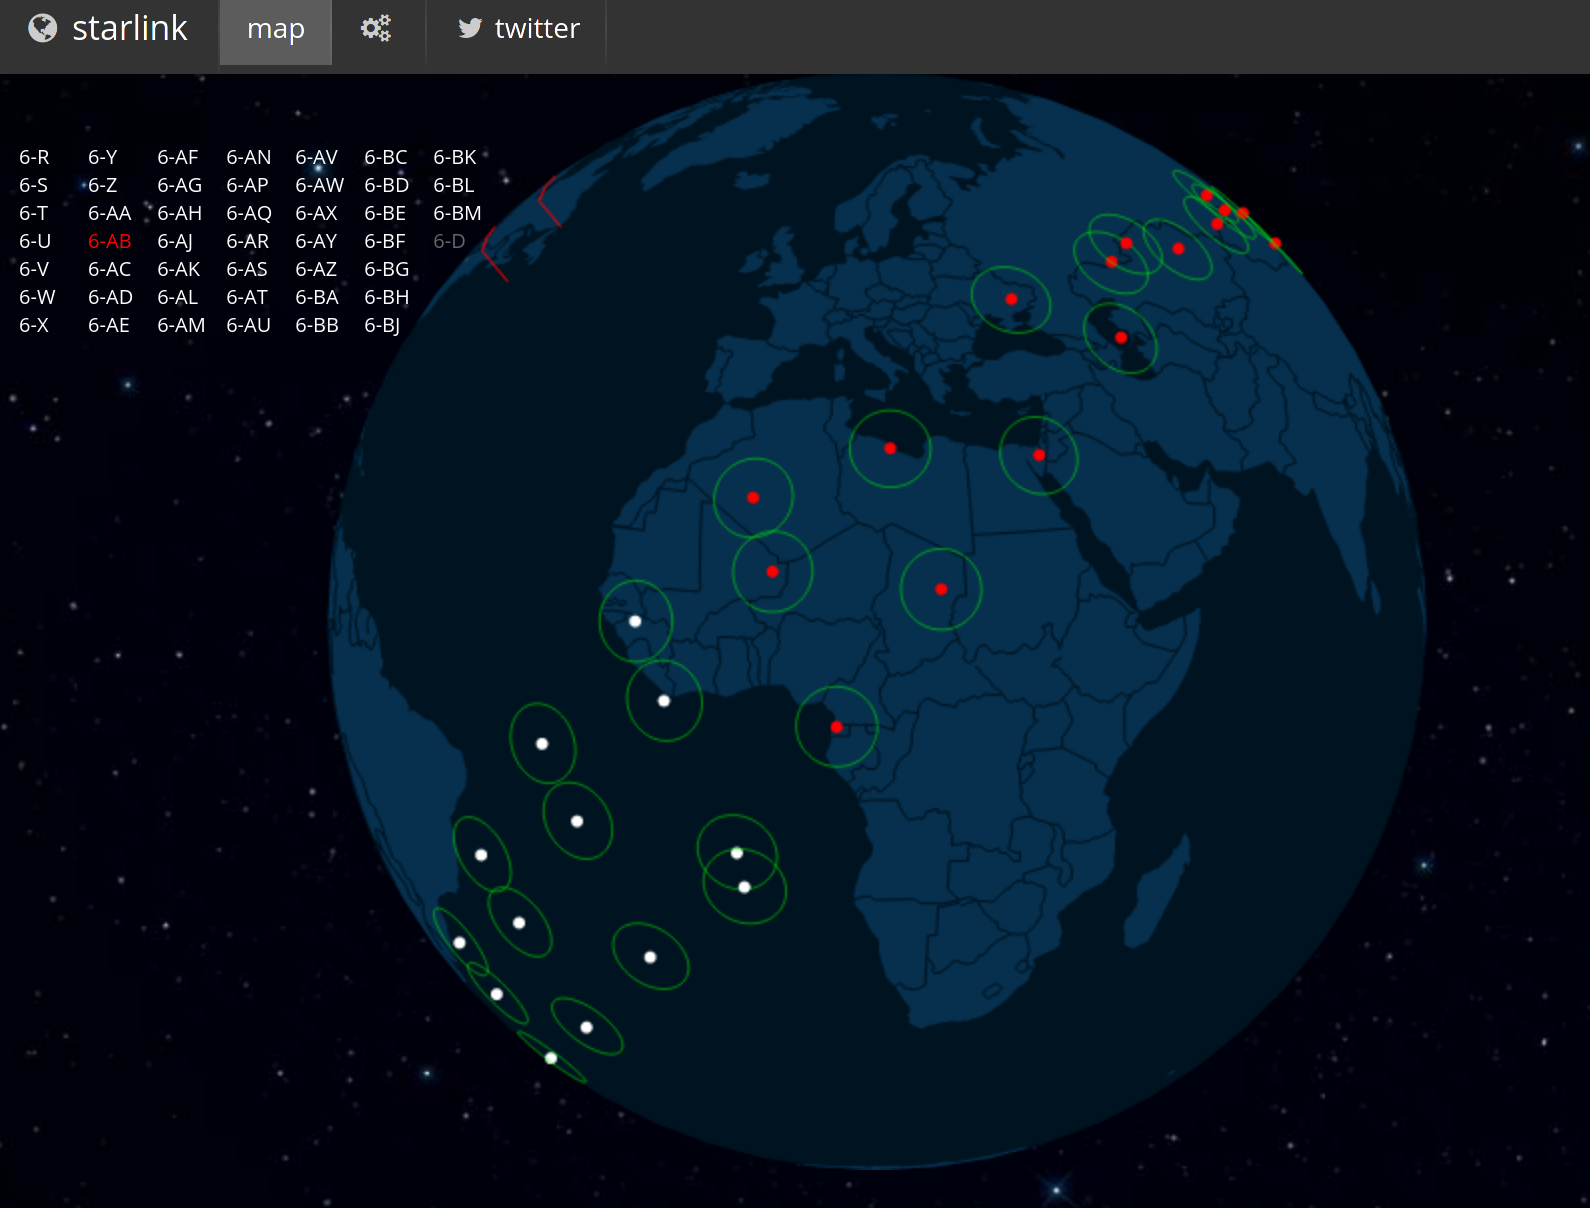 starlink map twitter
6-R 6-Y 6-AF 6-AN 6-AV 6-BC 6-BK
6-S 6-Z 6-AG 6-AP 6-AW 6-BD 6-BL
6-T 6-AA 6-AH 6-AQ 6-AX 6-BE 6-BM
6-U 6-AB 6-AJ 6-AR 6-AY 6-BF 6-D
6-V 6-AC 6-AK 6-AS 6-AZ 6-BG
6-W 6-AD 6-AL 6-AT 6-BA 6-BH
6-X 6-AE 6-AM 6-AU 6-BB 6-BJ